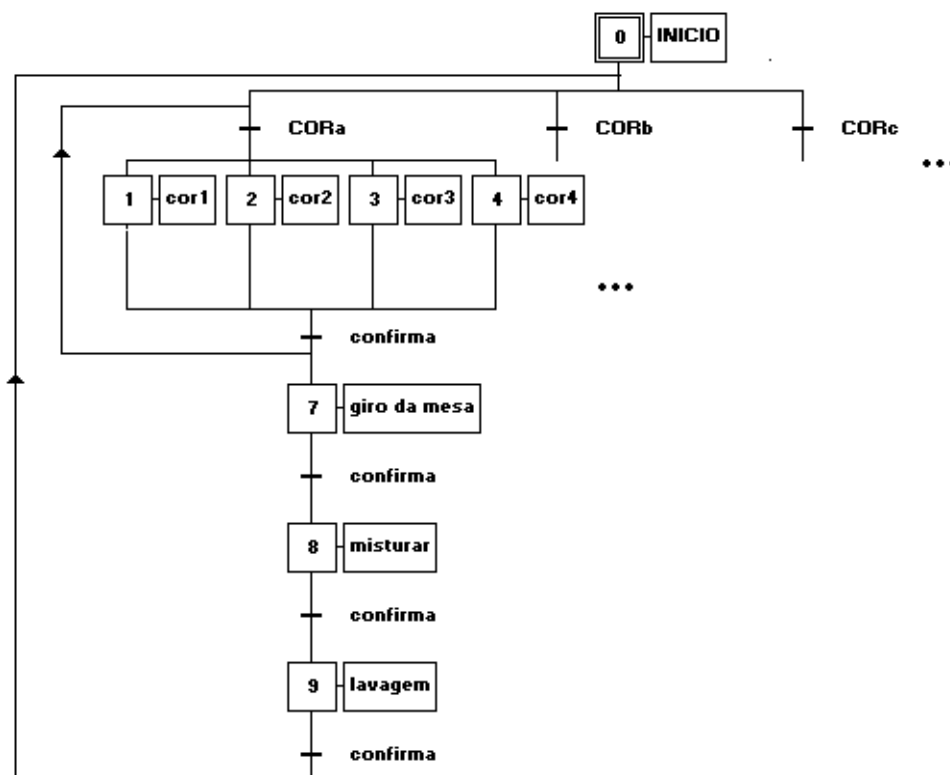 0 INICIO
CORa CORb CORc
...
1 cor1 2 cor2 3 cor3 4 cor4
...
confirma
7 giro da mesa
confirma
8 misturar
confirma
9 lavagem
confirma